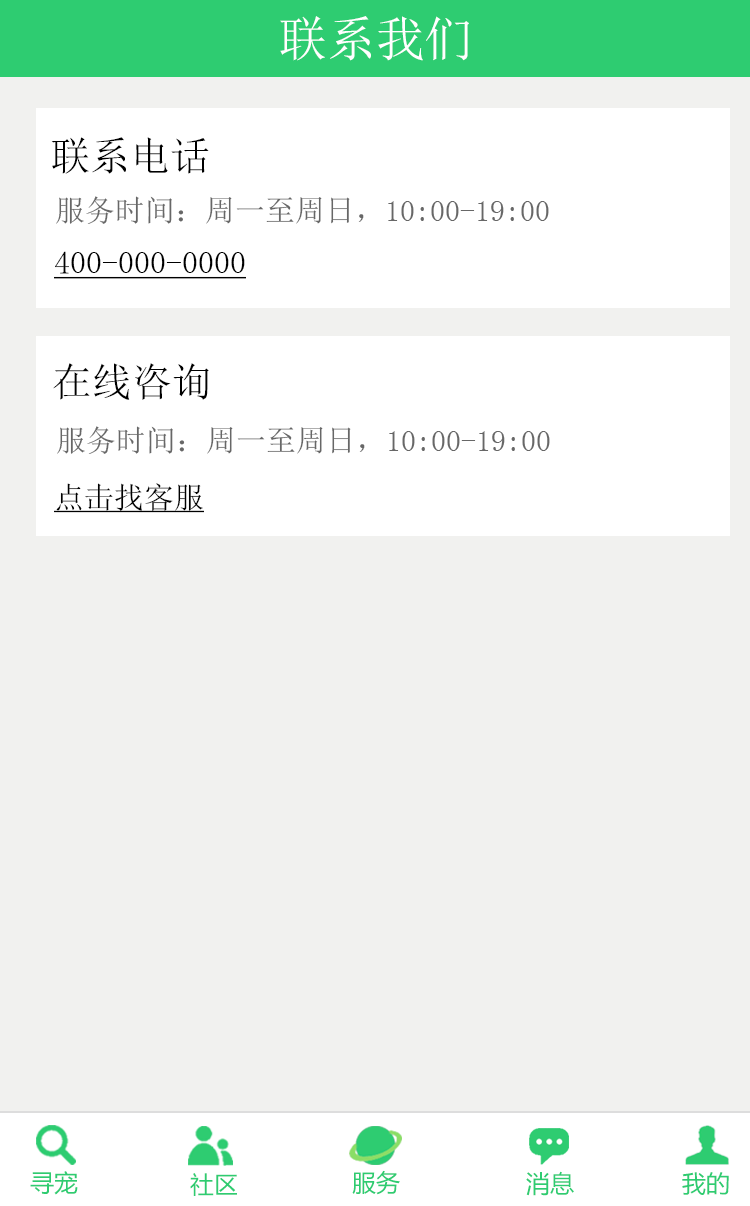 联系我们
联系电话
服务时间：周一至周日，10:00-19:00
400-000-0000
在线咨询
服务时间：周一至周日，10:00-19:00
点击找客服
寻宠 社区 服务 消息 我的